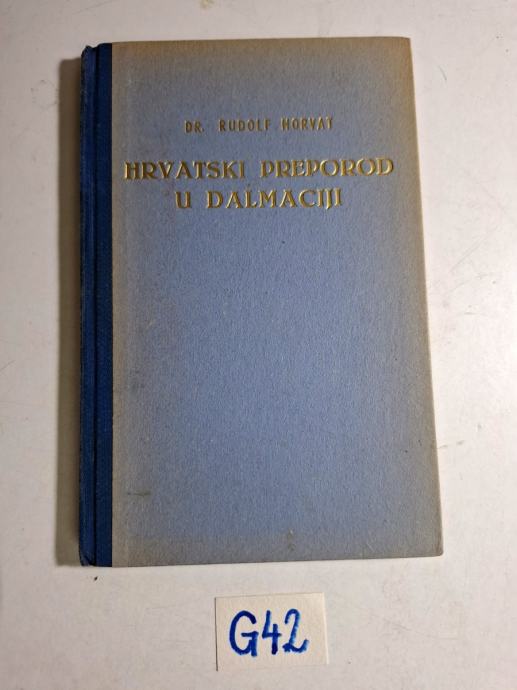 DR. RUDOLF HORVAT
HRVATSKI PREPOROD
U DALMACIJI
G42